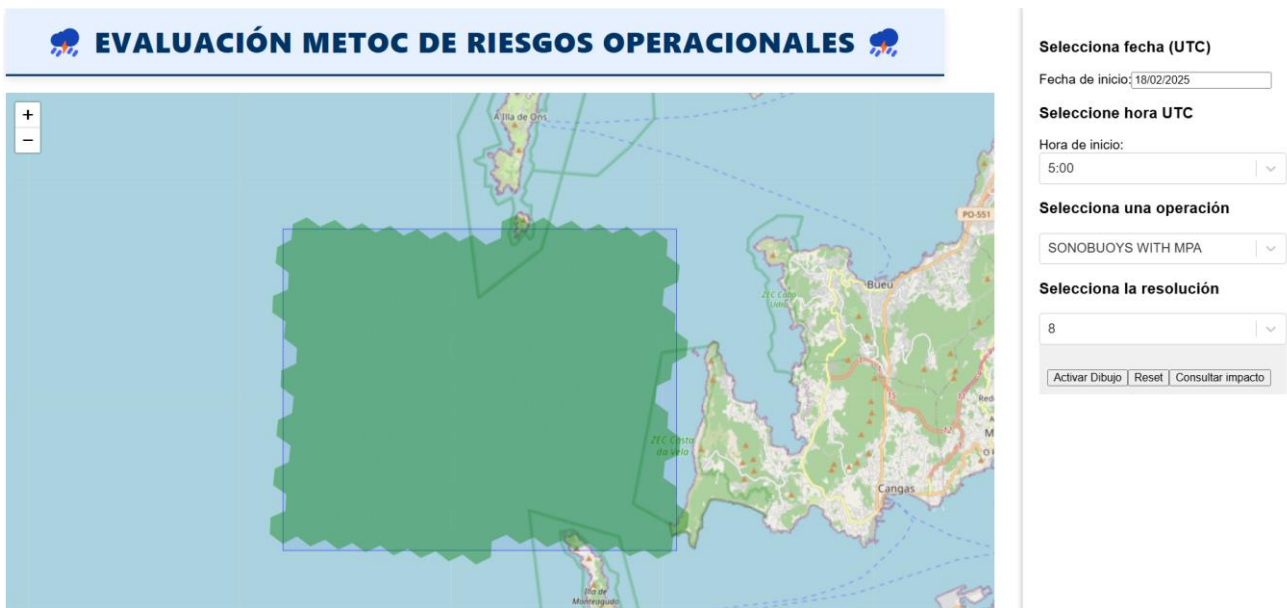 EVALUACIÓN METOC DE RIESGOS OPERACIONALES
+
−
A Illa de Ons
PO-551
Bueu
ZEC Costa da Vela
Cangas
Illa de
Monteagudo
Selecciona fecha (UTC)
Fecha de inicio: 18/02/2025
Seleccione hora UTC
Hora de inicio:
5:00
Selecciona una operación
SONOBUOYS WITH MPA
Selecciona la resolución
8
Activar Dibujo Reset Consultar impacto